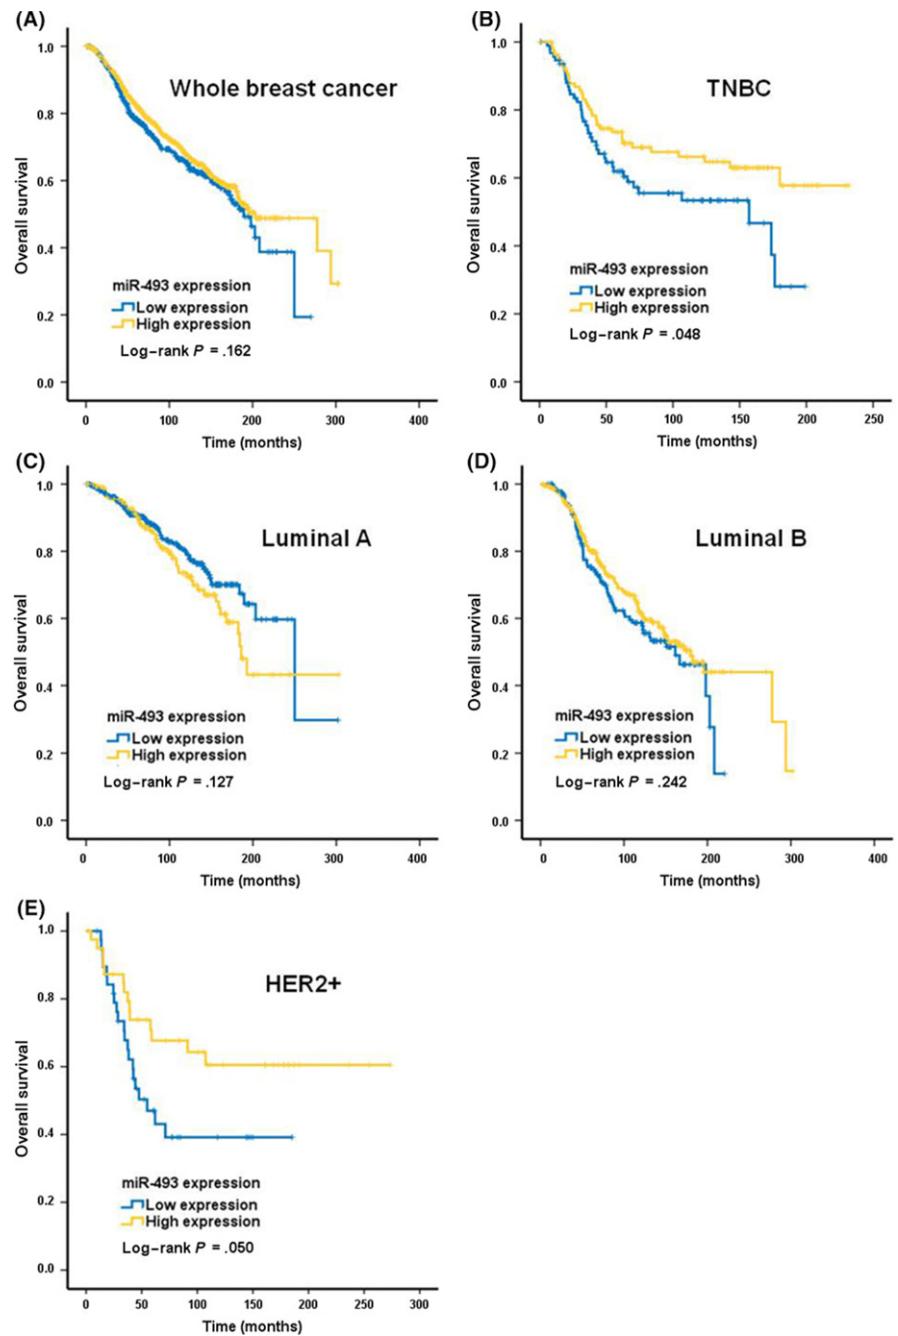 (A)
Whole breast cancer
Overall survival
1.0
0.8
0.6
0.4
0.2
0.0
miR-493 expression
Low expression
High expression
Log-rank P = .162
0 100 200 300 400
Time (months)
(B)
TNBC
Overall survival
1.0
0.8
0.6
0.4
0.2
0.0
miR-493 expression
Low expression
High expression
Log-rank P = .048
0 50 100 150 200 250
Time (months)
(C)
Luminal A
Overall survival
1.0
0.8
0.6
0.4
0.2
0.0
miR-493 expression
Low expression
High expression
Log-rank P = .127
0 100 200 300 400
Time (months)
(D)
Luminal B
Overall survival
1.0
0.8
0.6
0.4
0.2
0.0
miR-493 expression
Low expression
High expression
Log-rank P = .242
0 100 200 300 400
Time (months)
(E)
HER2+
Overall survival
1.0
0.8
0.6
0.4
0.2
0.0
miR-493 expression
Low expression
High expression
Log-rank P = .050
0 50 100 150 200 250 300
Time (months)